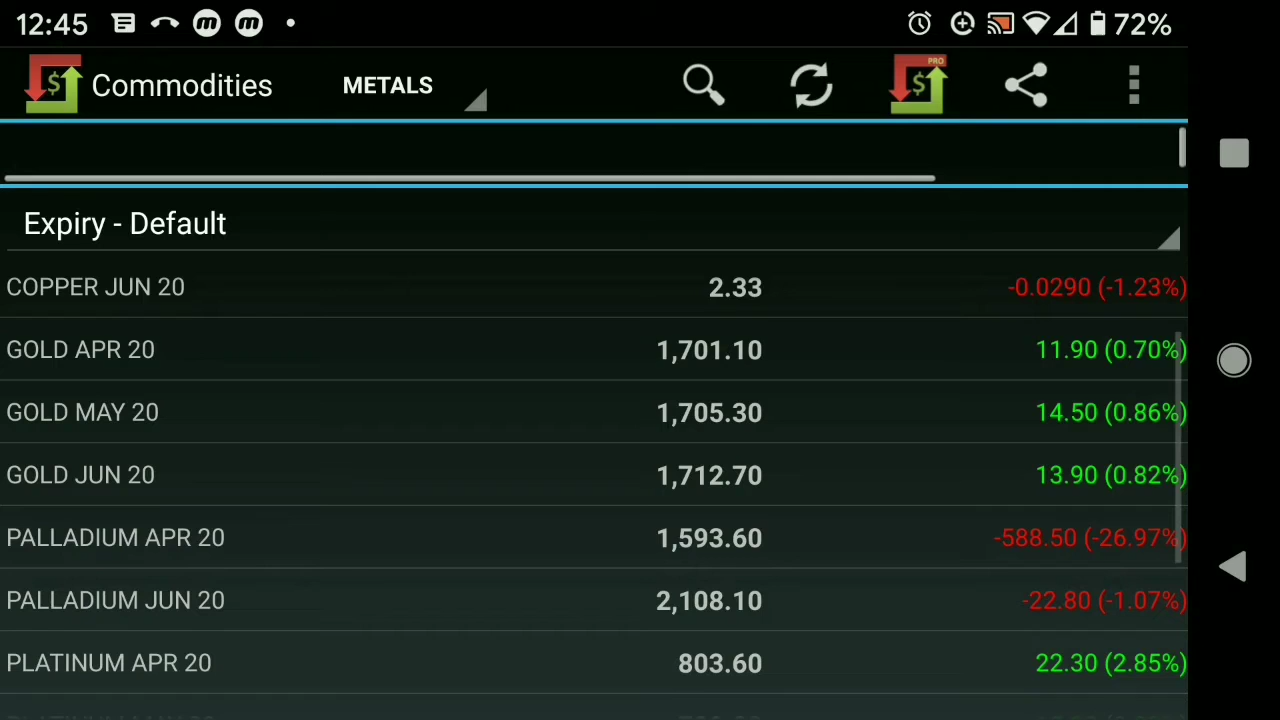 12:45 72%
$ Commodities METALS PRO $
Expiry - Default
COPPER JUN 20 2.33 -0.0290 (-1.23%)
GOLD APR 20 1,701.10 11.90 (0.70%)
GOLD MAY 20 1,705.30 14.50 (0.86%)
GOLD JUN 20 1,712.70 13.90 (0.82%)
PALLADIUM APR 20 1,593.60 -588.50 (-26.97%)
PALLADIUM JUN 20 2,108.10 -22.80 (-1.07%)
PLATINUM APR 20 803.60 22.30 (2.85%)